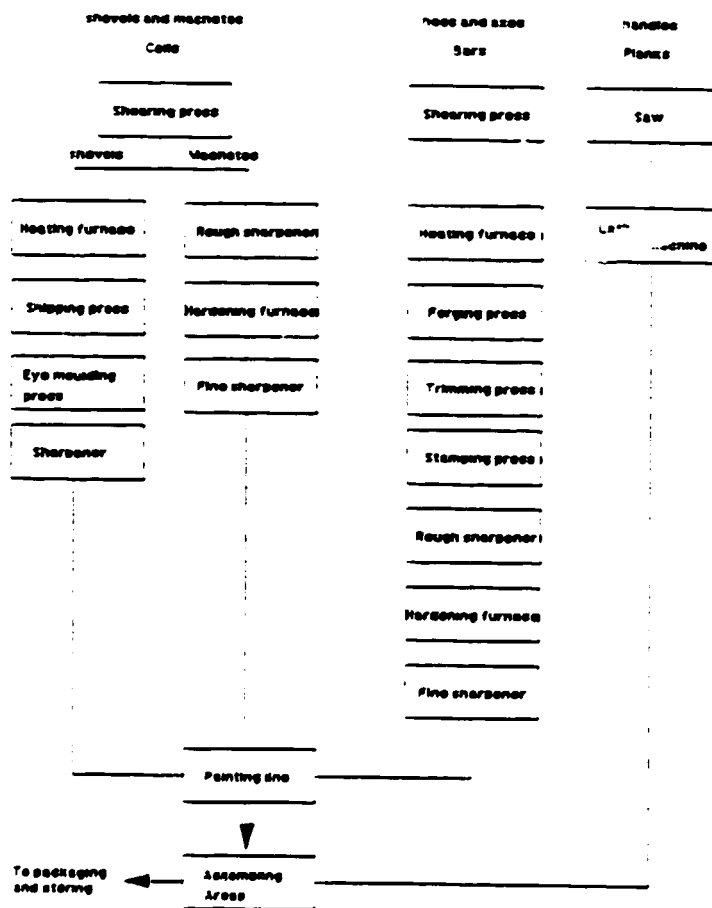 shovels and machetes
Coils
Shearing press
shovels
Machetes
Heating furnace
Shipping press
Eye moulding
press
Sharpener
Rough sharpener
Hardening furnace
Fine sharpener
hoes and axes
Bars
Shearing press
Heating furnace
Forging press
Trimming press
Stamping press
Rough sharpener
Hardening furnace
Fine sharpener
handles
Planks
Saw
Painting line
Assembling
Areas
To packaging
and storing